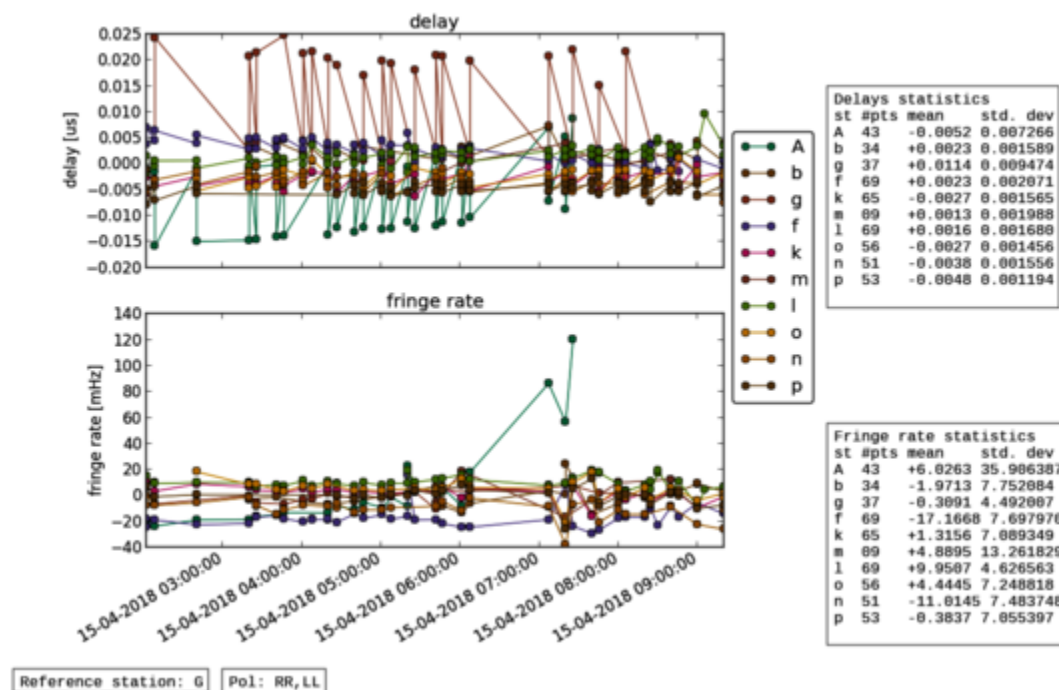 delay
0.025
0.020
0.015
0.010
0.005
0.000
−0.005
−0.010
−0.015
−0.020
delay [us]
fringe rate
140
120
100
80
60
40
20
0
−20
−40
fringe rate [mHz]
15-04-2018 03:00:00
15-04-2018 04:00:00
15-04-2018 05:00:00
15-04-2018 06:00:00
15-04-2018 07:00:00
15-04-2018 08:00:00
15-04-2018 09:00:00
A
b
g
f
k
m
l
o
n
p
Delays statistics
st #pts mean std. dev
A 43 -0.0052 0.007266
b 34 +0.0023 0.001589
g 37 +0.0114 0.009474
f 69 +0.0023 0.002071
k 65 -0.0027 0.001565
m 09 +0.0013 0.001988
l 69 +0.0016 0.001680
o 56 -0.0027 0.001456
n 51 -0.0038 0.001556
p 53 -0.0048 0.001194
Fringe rate statistics
st #pts mean std. dev
A 43 +6.0263 35.906387
b 34 -1.9713 7.752084
g 37 -0.3091 4.492007
f 69 -17.1668 7.697976
k 65 +1.3156 7.089349
m 09 +4.8895 13.261829
l 69 +9.9507 4.626563
o 56 +4.4445 7.248818
n 51 -11.0145 7.483748
p 53 -0.3837 7.055397
Reference station: G
Pol: RR,LL